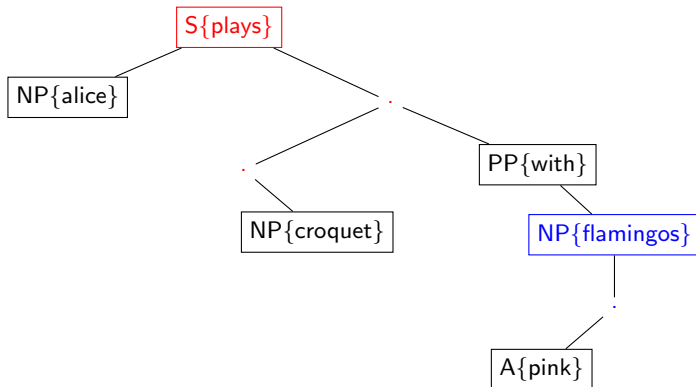 S{plays}
NP{alice}
PP{with}
NP{croquet}
NP{flamingos}
A{pink}